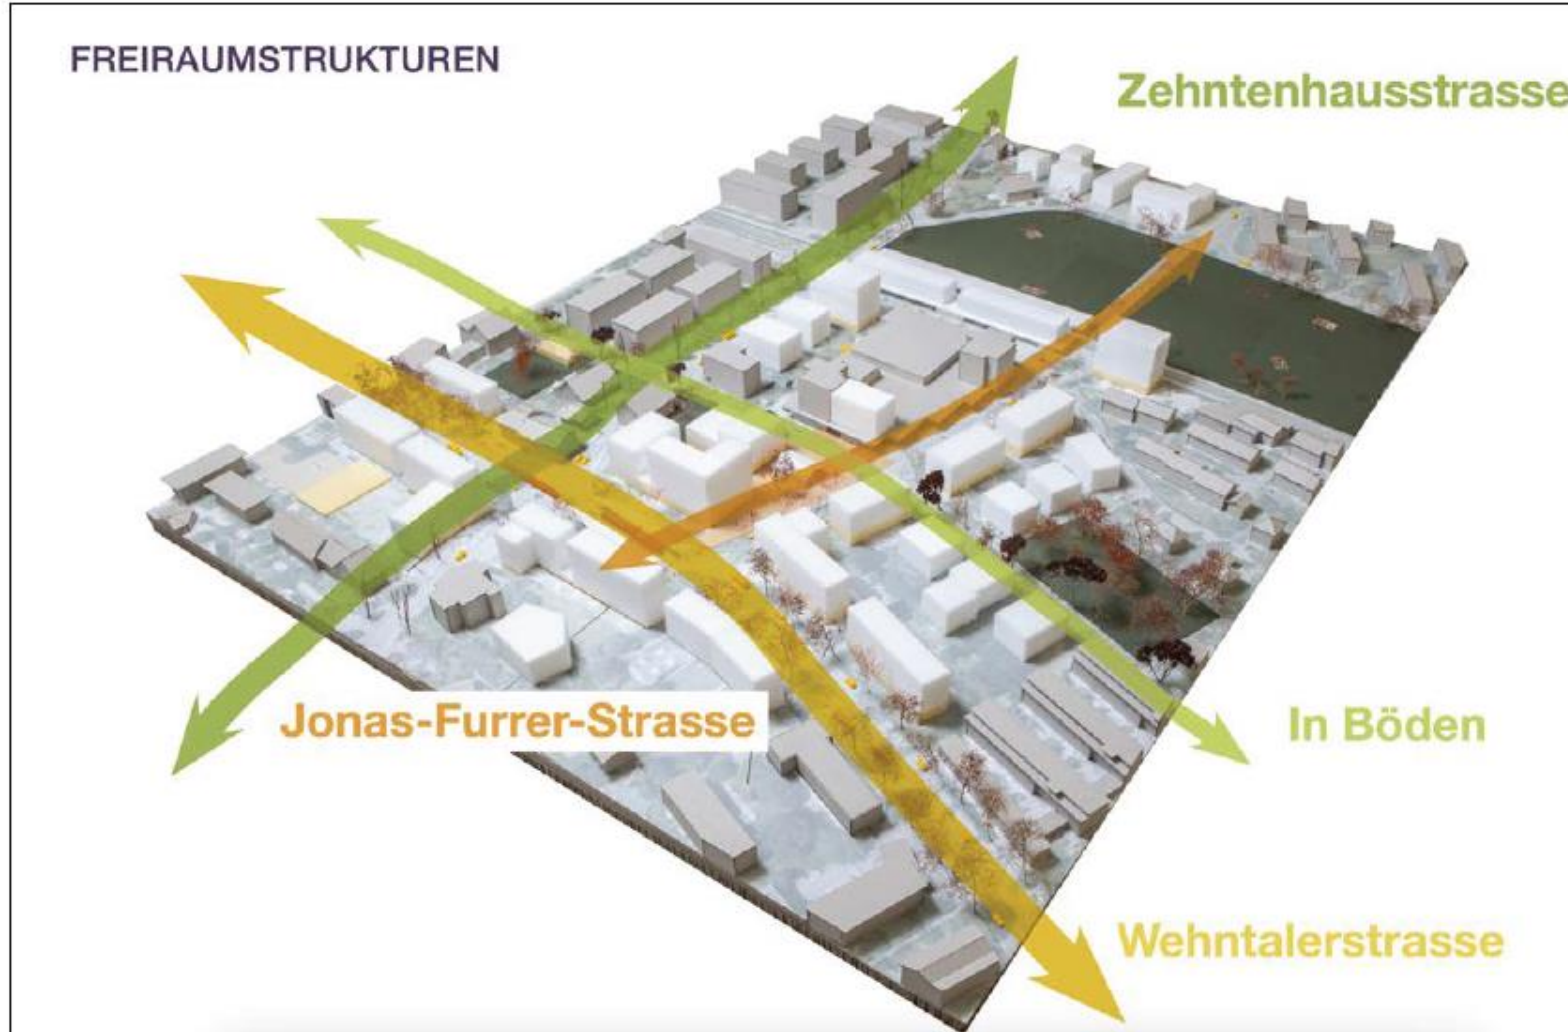 FREIRAUMSTRUKTUREN
Zehntenhausstrasse
Jonas-Furrer-Strasse
In Böden
Wehntalerstrasse